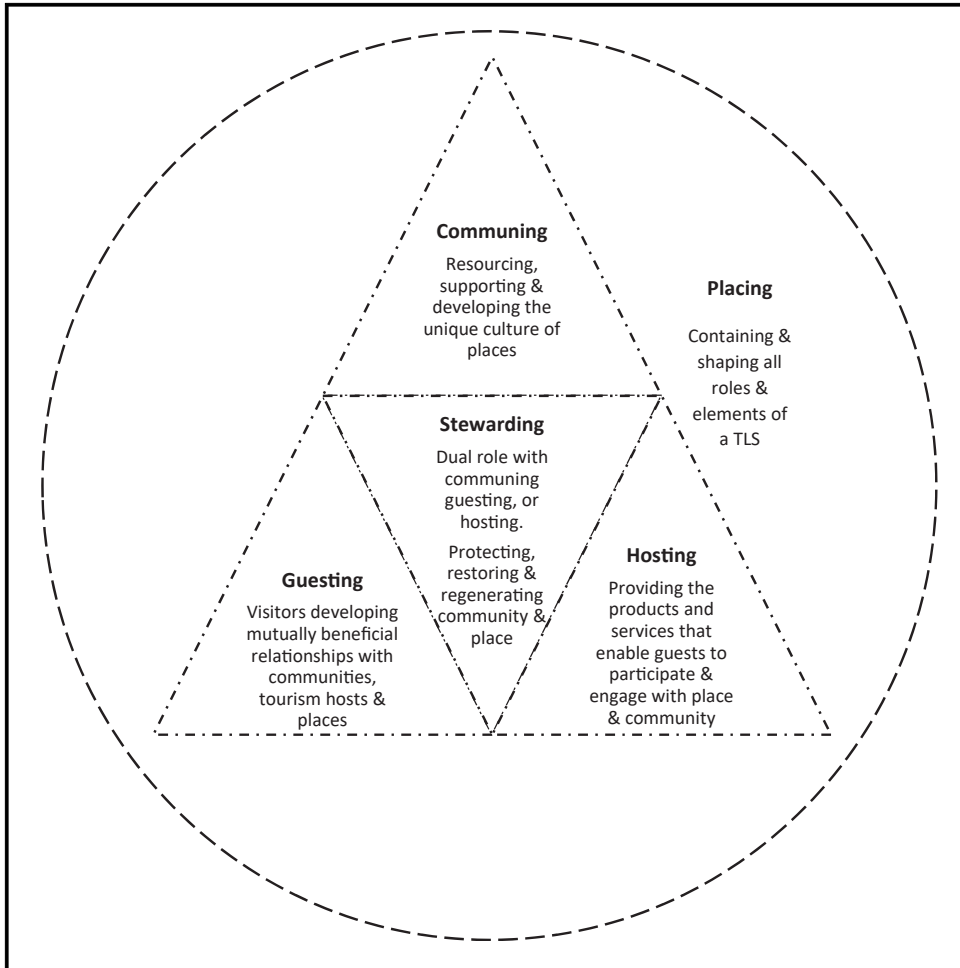 Communing
Resourcing,
supporting &
developing the
unique culture of
places
Placing
Containing &
shaping all
roles &
elements of
a TLS
Stewarding
Dual role with
communing
guesting, or
hosting.
Protecting,
restoring &
regenerating
community &
place
Guesting
Visitors developing
mutually beneficial
relationships with
communities,
tourism hosts &
places
Hosting
Providing the
products and
services that
enable guests to
participate &
engage with place
& community